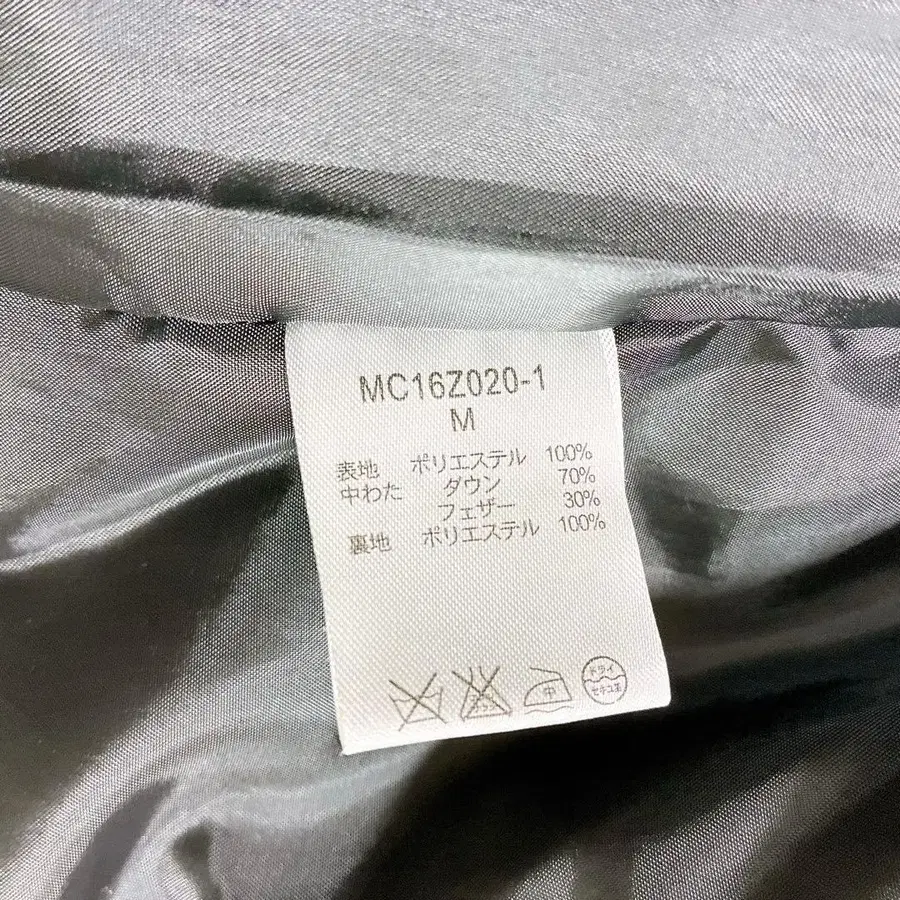 MC16Z020-1
M
表地 ポリエステル 100%
中わた ダウン 70%
フェザー 30%
裏地 ポリエステル 100%
中
ドライ
セキユ系